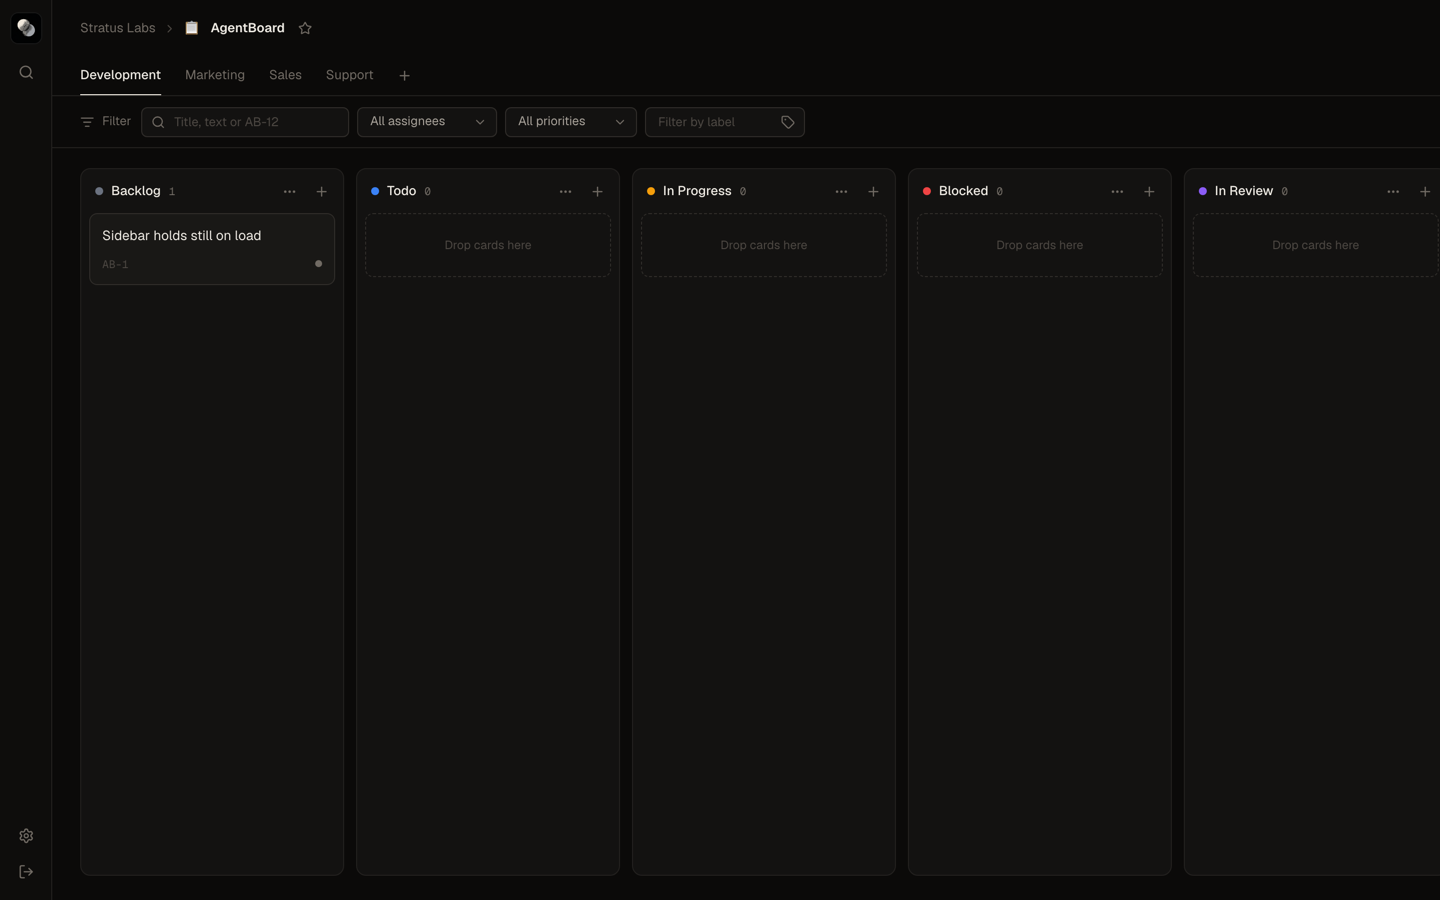 Stratus Labs > AgentBoard
Development Marketing Sales Support +
Filter Title, text or AB-12 All assignees All priorities Filter by label
Backlog 1 Todo 0 In Progress 0 Blocked 0 In Review 0
Sidebar holds still on load
AB-1
Drop cards here Drop cards here Drop cards here Drop cards here